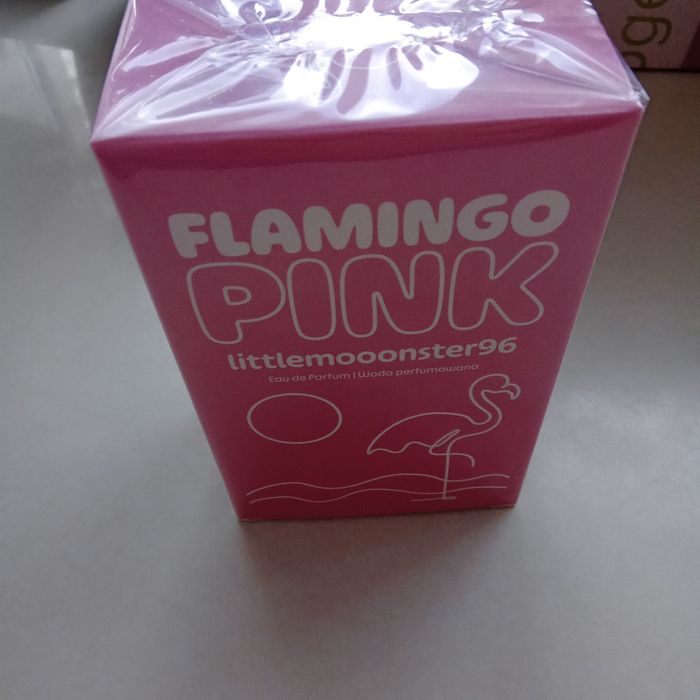 FLAMINGO
PINK
littlemooonster96
Eau de Parfum | Woda perfumowana